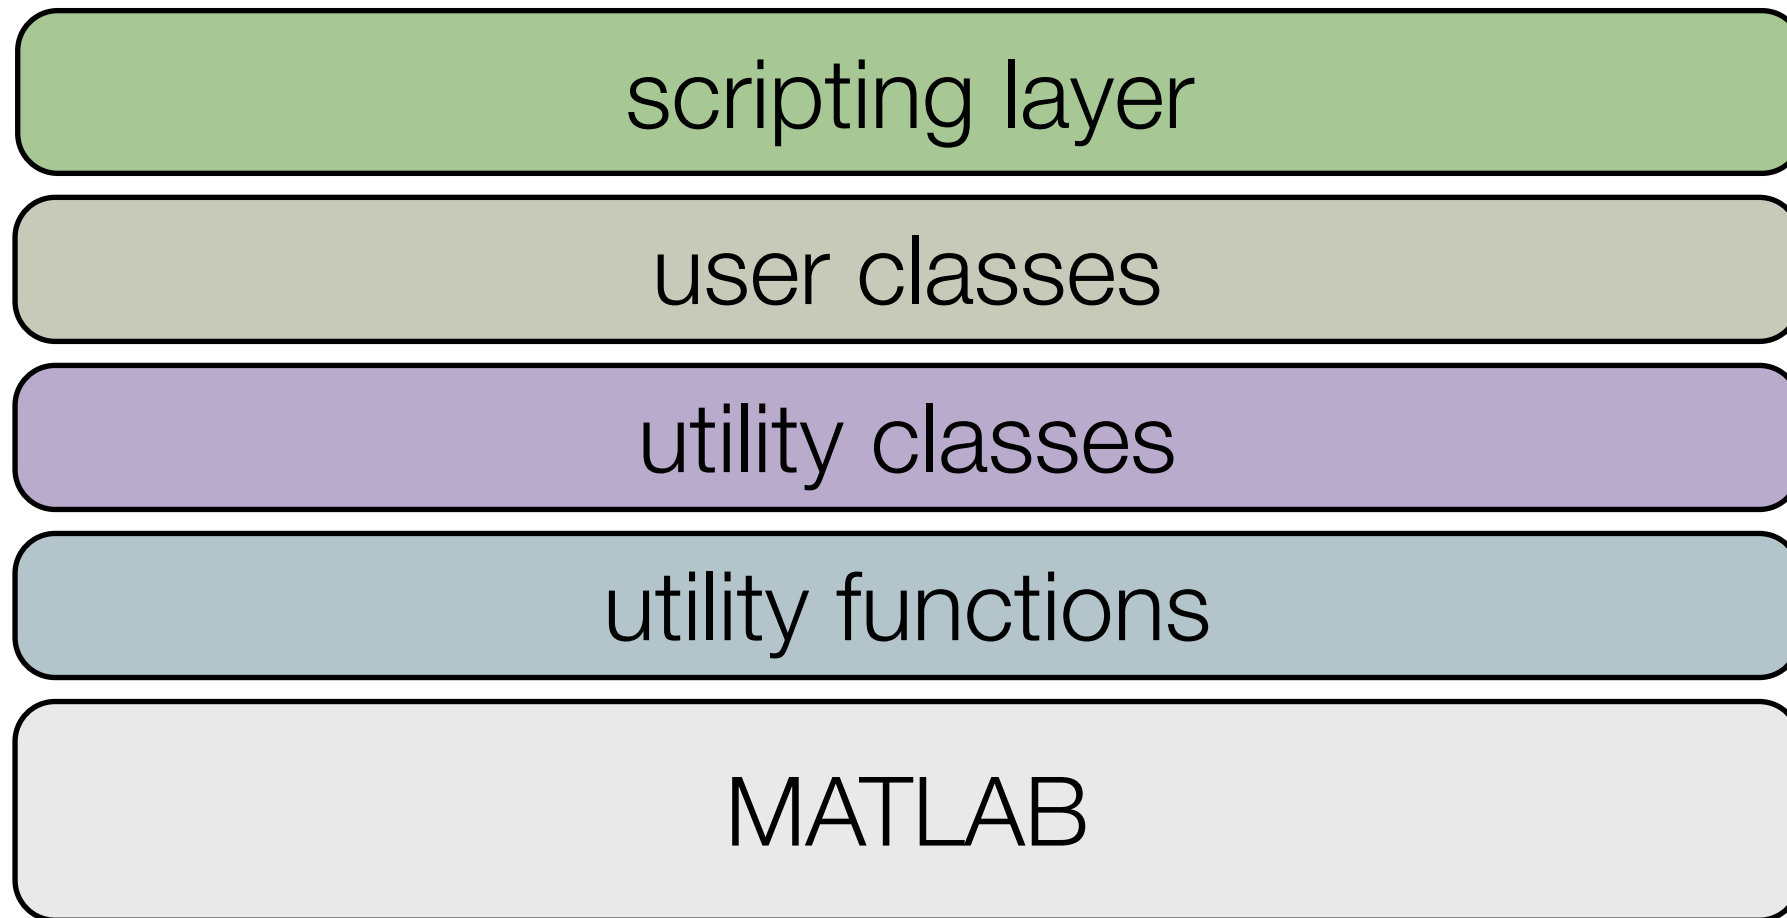 scripting layer
user classes
utility classes
utility functions
MATLAB